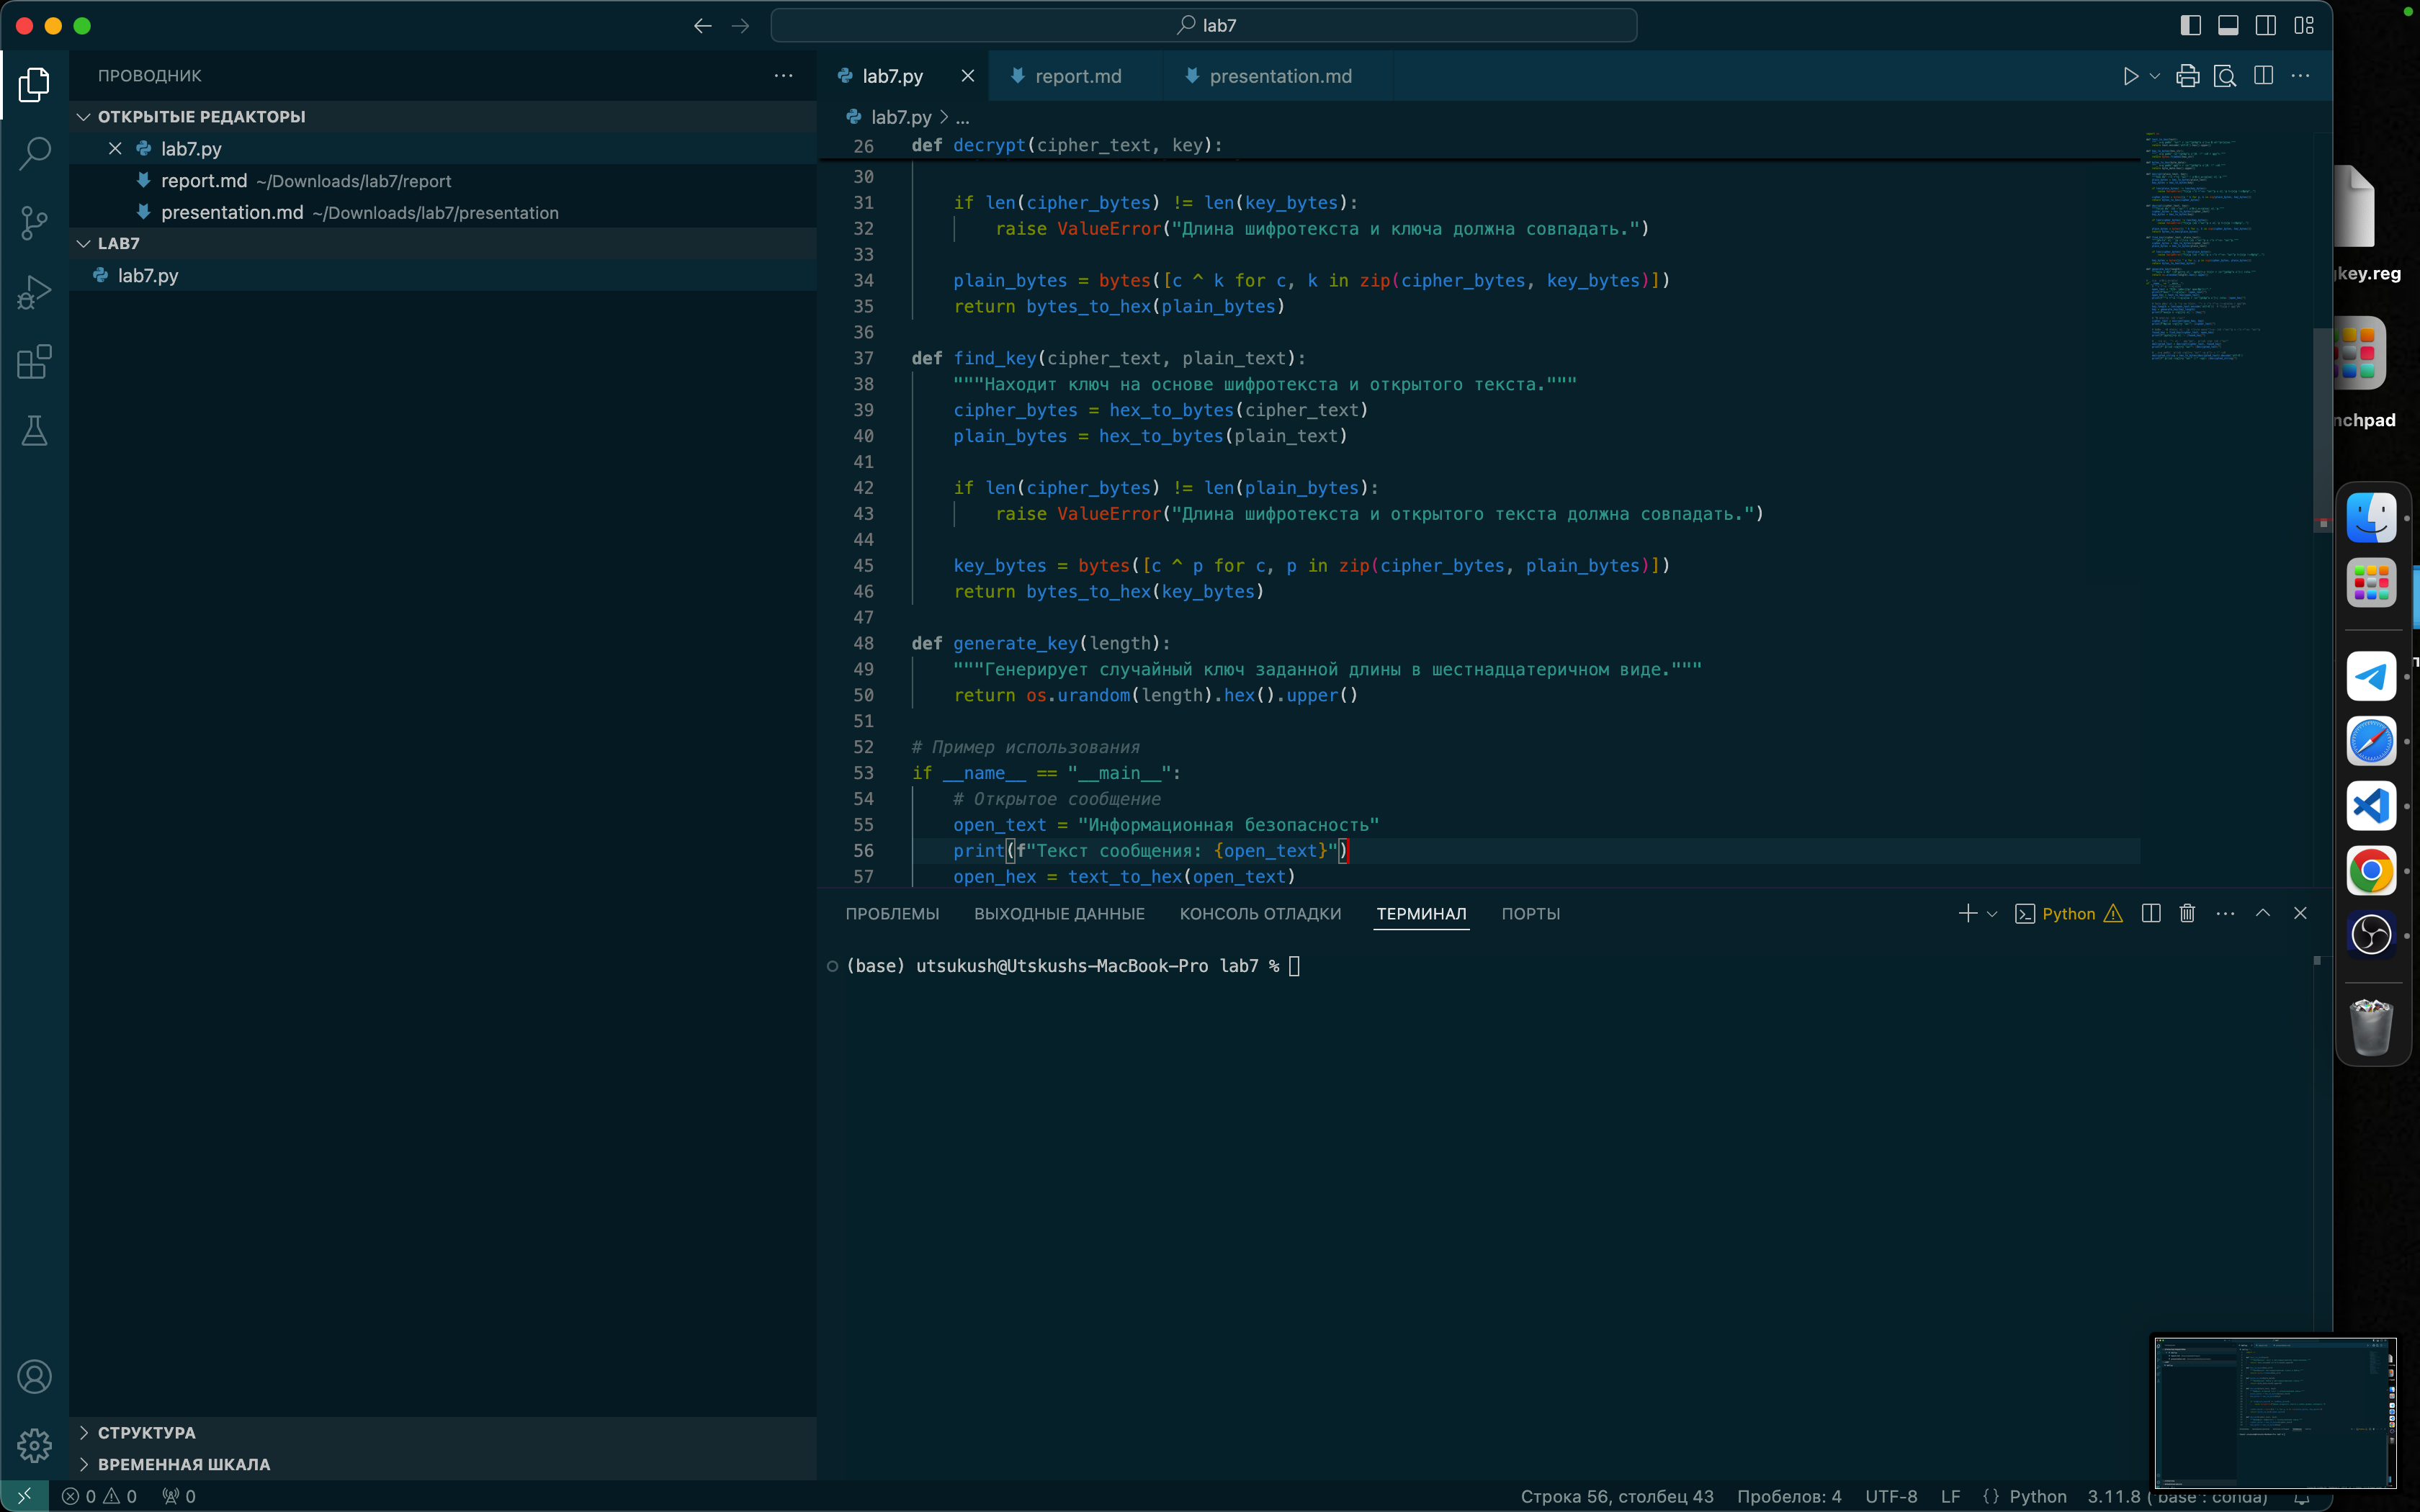 lab7
ПРОВОДНИК
ОТКРЫТЫЕ РЕДАКТОРЫ
lab7.py
report.md ~/Downloads/lab7/report
presentation.md ~/Downloads/lab7/presentation
LAB7
lab7.py
СТРУКТУРА
ВРЕМЕННАЯ ШКАЛА
lab7.py report.md presentation.md
lab7.py > ...
26 def decrypt(cipher_text, key):
30
31 if len(cipher_bytes) != len(key_bytes):
32 raise ValueError("Длина шифротекста и ключа должна совпадать.")
33
34 plain_bytes = bytes([c ^ k for c, k in zip(cipher_bytes, key_bytes)])
35 return bytes_to_hex(plain_bytes)
36
37 def find_key(cipher_text, plain_text):
38 """Находит ключ на основе шифротекста и открытого текста."""
39 cipher_bytes = hex_to_bytes(cipher_text)
40 plain_bytes = hex_to_bytes(plain_text)
41
42 if len(cipher_bytes) != len(plain_bytes):
43 raise ValueError("Длина шифротекста и открытого текста должна совпадать.")
44
45 key_bytes = bytes([c ^ p for c, p in zip(cipher_bytes, plain_bytes)])
46 return bytes_to_hex(key_bytes)
47
48 def generate_key(length):
49 """Генерирует случайный ключ заданной длины в шестнадцатеричном виде."""
50 return os.urandom(length).hex().upper()
51
52 # Пример использования
53 if __name__ == "__main__":
54 # Открытое сообщение
55 open_text = "Информационная безопасность"
56 print(f"Текст сообщения: {open_text}")
57 open_hex = text_to_hex(open_text)
ПРОБЛЕМЫ ВЫХОДНЫЕ ДАННЫЕ КОНСОЛЬ ОТЛАДКИ ТЕРМИНАЛ ПОРТЫ
Python
(base) utsukush@Utskushs-MacBook-Pro lab7 %
0 0 0
Строка 56, столбец 43 Пробелов: 4 UTF-8 LF {} Python 3.11.8 ('base': conda)
key.reg
nchpad